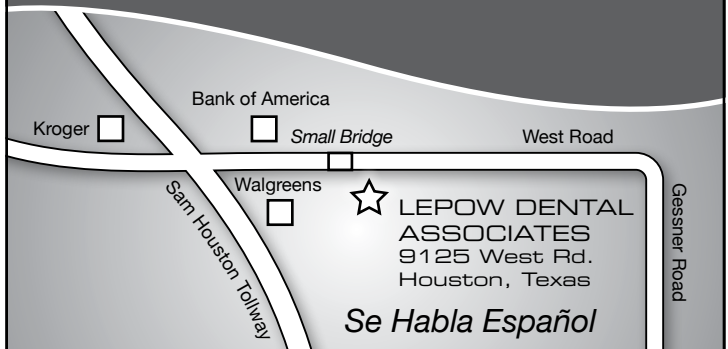 Bank of America
Kroger
Small Bridge
West Road
Walgreens
Sam Houston Tollway
Gessner Road
LEPOW DENTAL
ASSOCIATES
9125 West Rd.
Houston, Texas
Se Habla Español